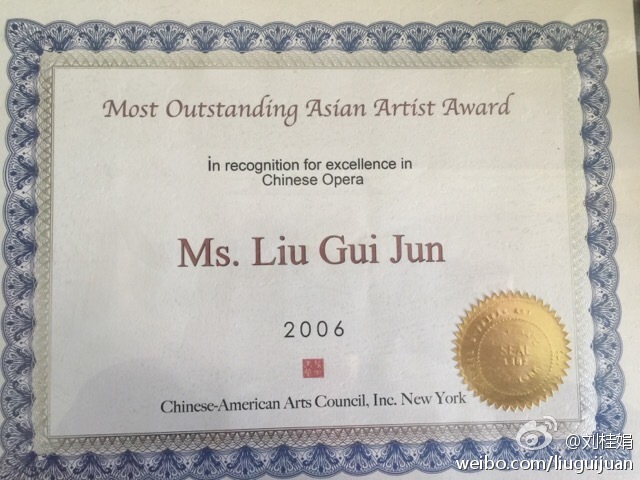 Most Outstanding Asian Artist Award
in recognition for excellence in
Chinese Opera
Ms. Liu Gui Jun
2006
Chinese-American Arts Council, Inc. New York
SEAL
@刘桂娟
weibo.com/liuguijuan